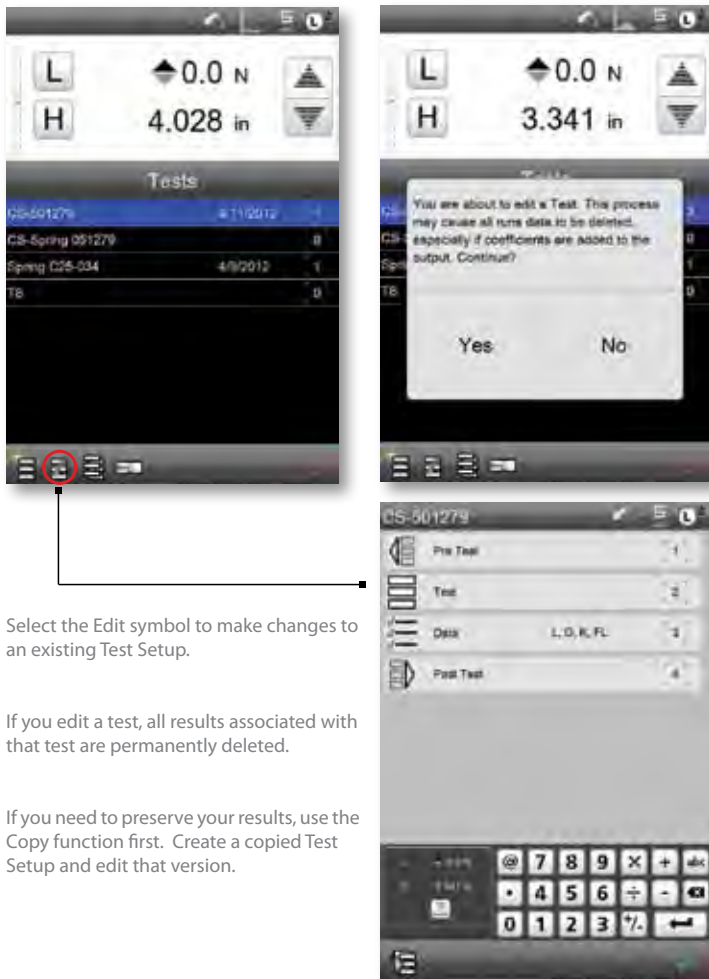 L
0.0 N
H
4.028 in
Tests
CS-501279 4/11/2012 1
CS-Spring 051279 0
Spring C25-034 4/9/2012 1
TB 0
L
0.0 N
H
3.341 in
You are about to edit a Test. This process
may cause all runs data to be deleted,
especially if coefficients are added to the
output. Continue?
Yes No
CS-501279
Pre Test 1
Test 2
Data L, D, K, FL 3
Post Test 4
@ 7 8 9 × + abc
• 4 5 6 ÷ -
0 1 2 3 +/-
Select the Edit symbol to make changes to
an existing Test Setup.
If you edit a test, all results associated with
that test are permanently deleted.
If you need to preserve your results, use the
Copy function first. Create a copied Test
Setup and edit that version.